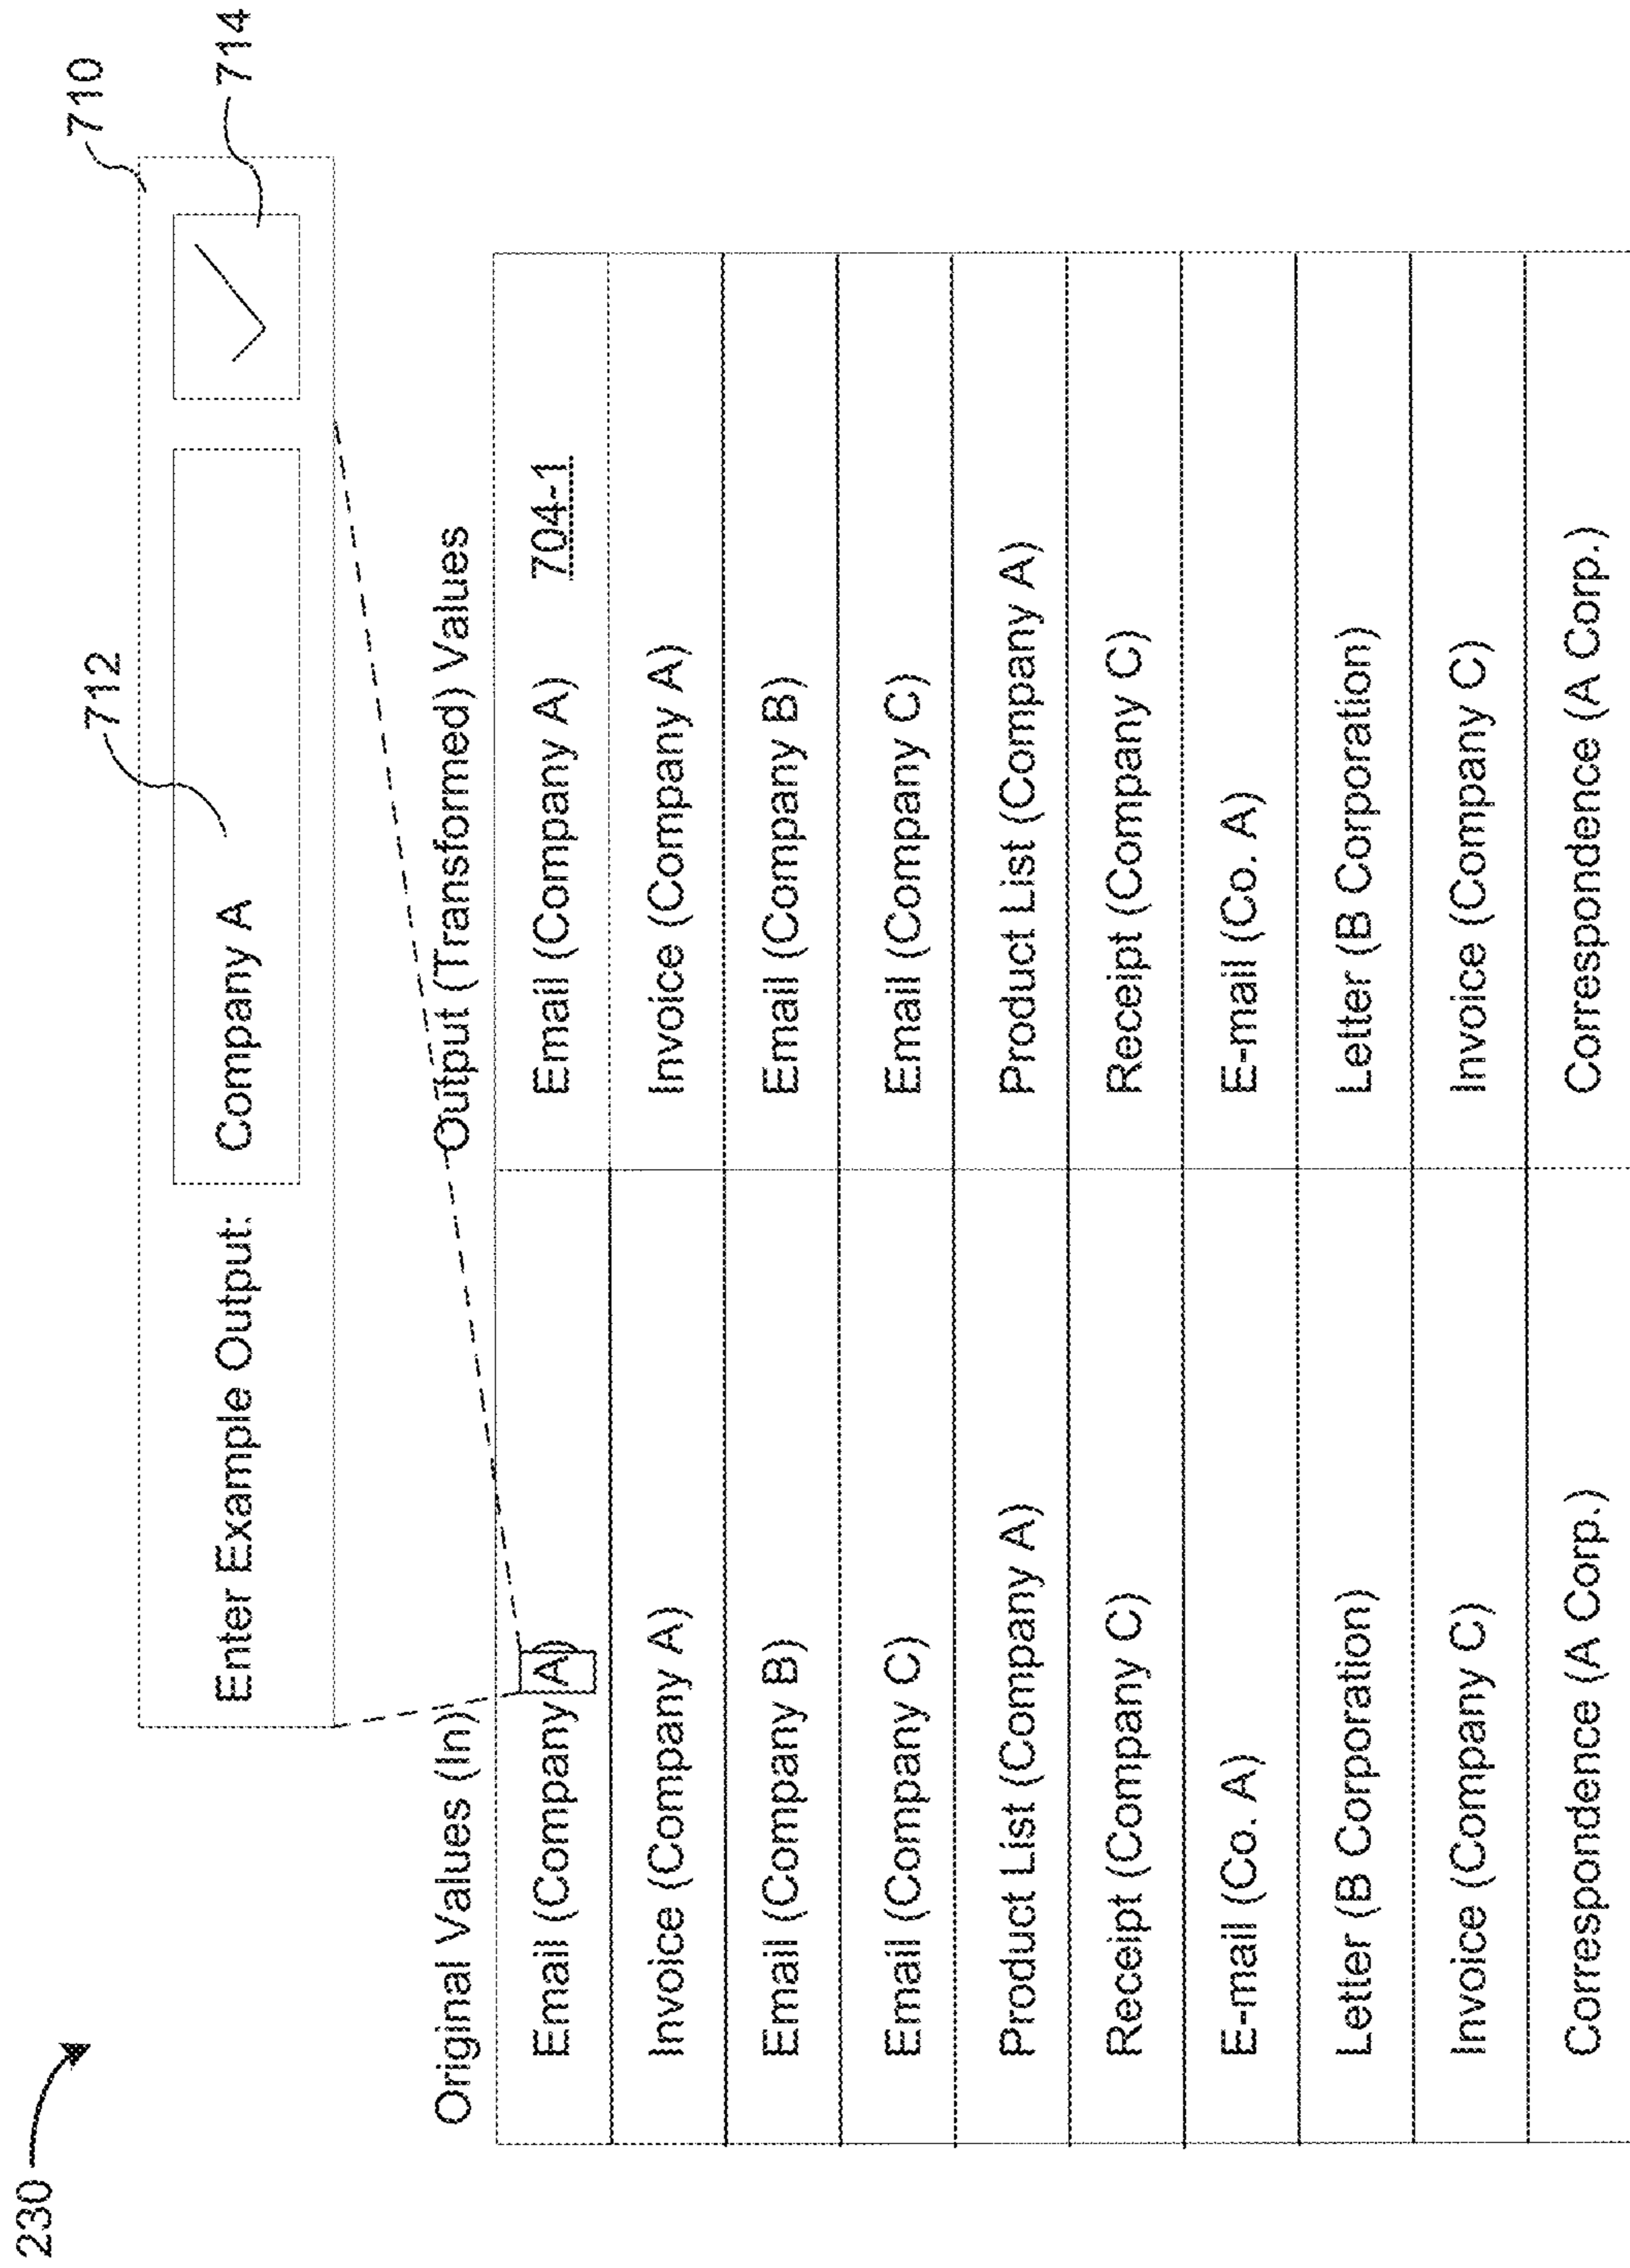 230
710
712
714
Enter Example Output: Company A
Original Values (In) Output (Transformed) Values
Email (Company A) Email (Company A) 704-1
Invoice (Company A) Invoice (Company A)
Email (Company B) Email (Company B)
Email (Company C) Email (Company C)
Product List (Company A) Product List (Company A)
Receipt (Company C) Receipt (Company C)
E-mail (Co. A) E-mail (Co. A)
Letter (B Corporation) Letter (B Corporation)
Invoice (Company C) Invoice (Company C)
Correspondence (A Corp.) Correspondence (A Corp.)